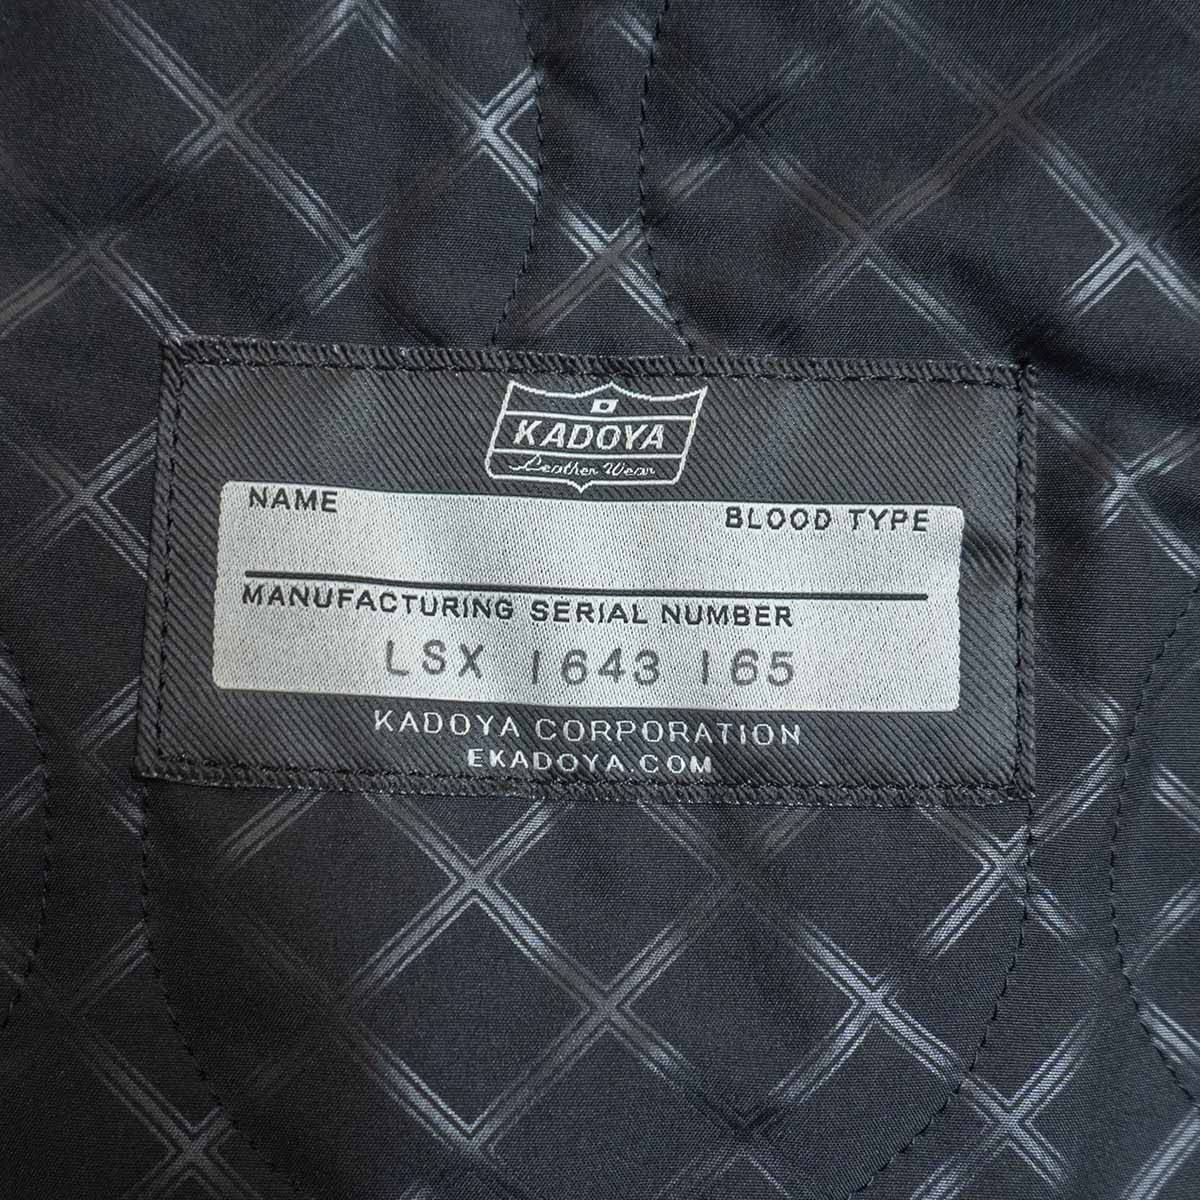 KADOYA
Leather Wear
NAME
BLOOD TYPE
MANUFACTURING SERIAL NUMBER
LSX 1643 165
KADOYA CORPORATION
EKADOYA.COM